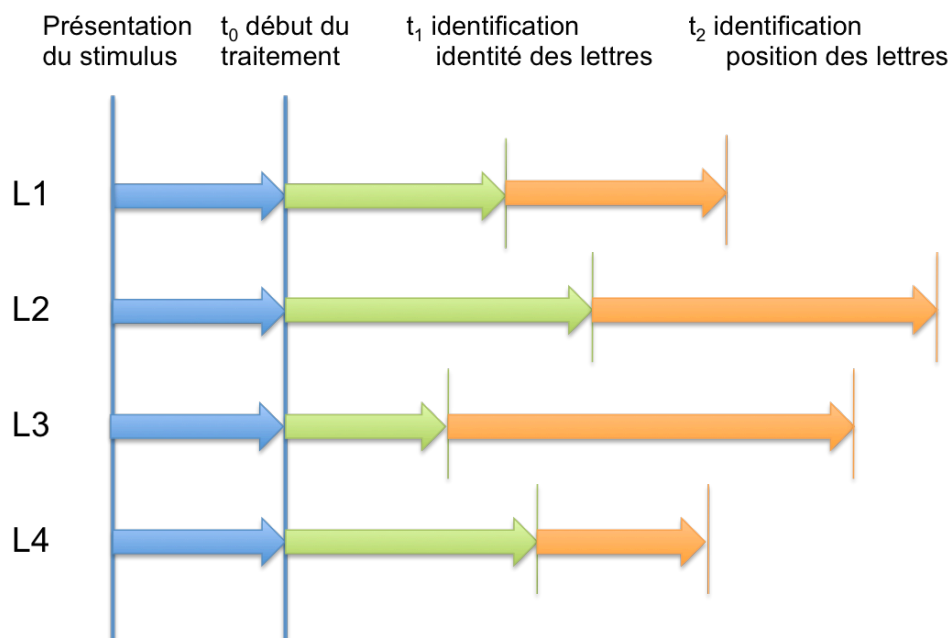 Présentation
du stimulus
t₀ début du
traitement
t₁ identification
identité des lettres
t₂ identification
position des lettres
L1
L2
L3
L4